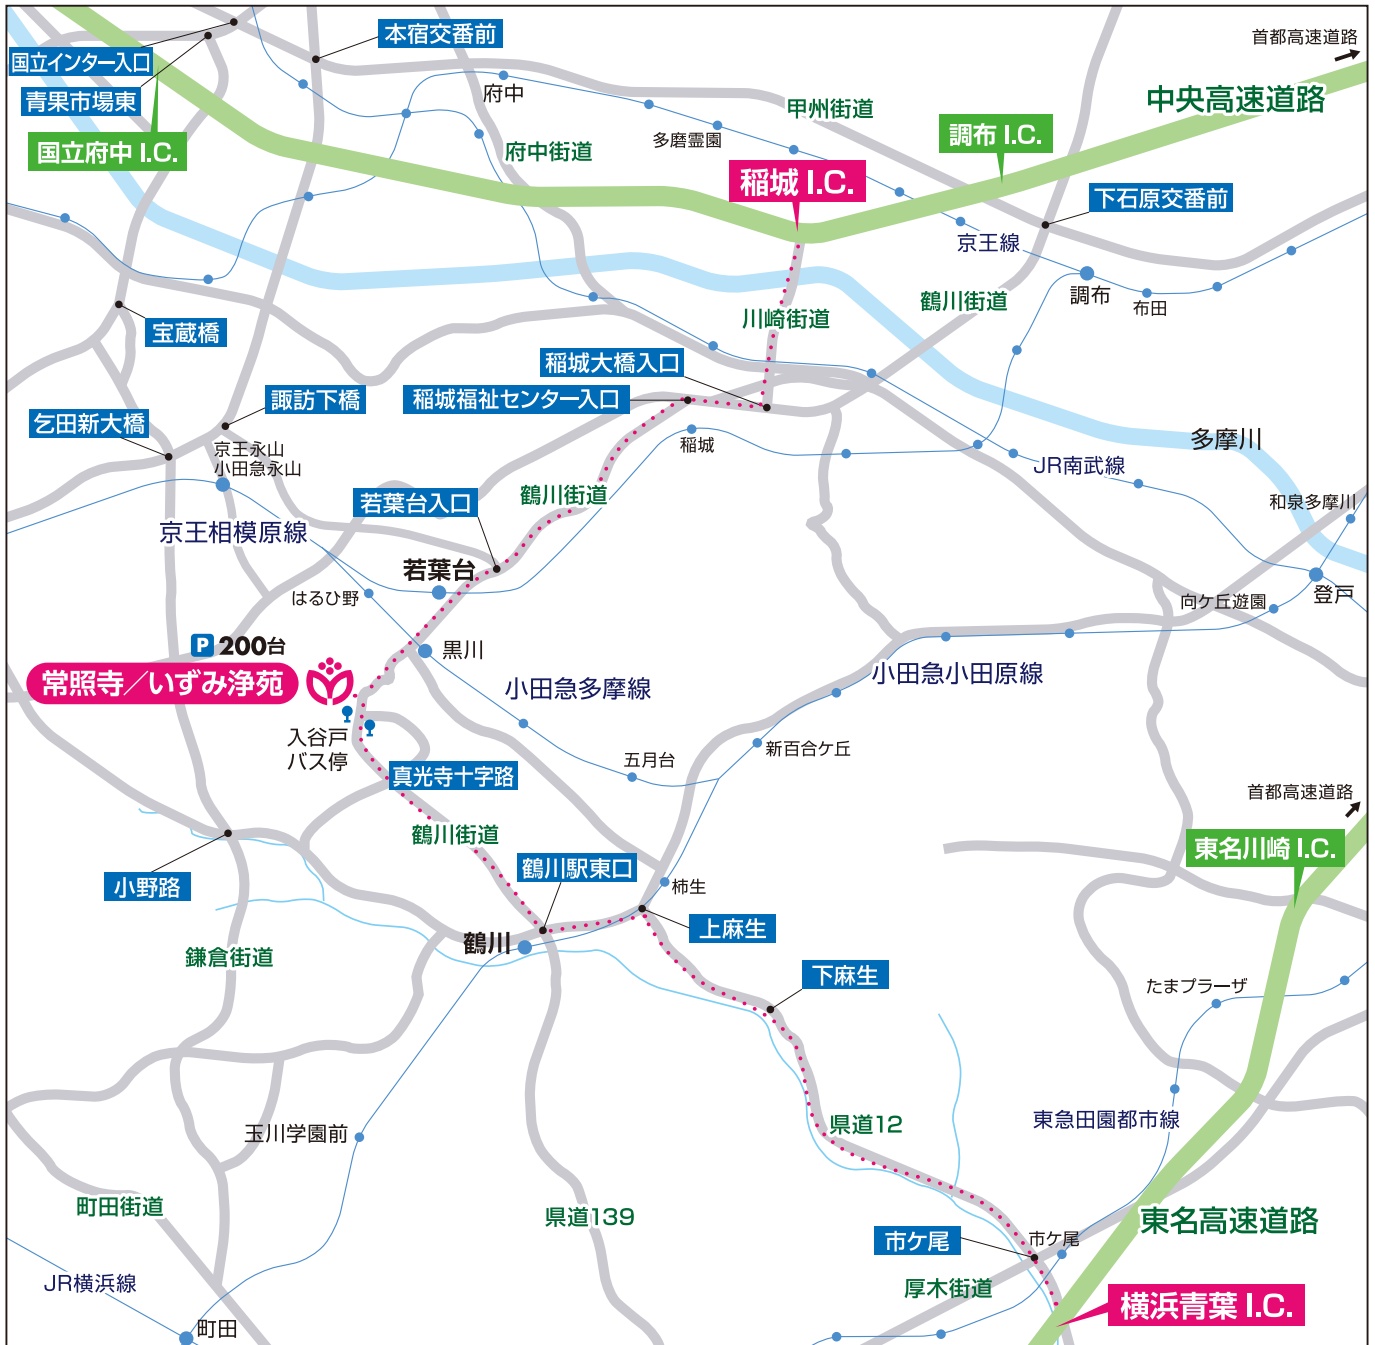 本宿交番前
首都高速道路
国立インター入口
府中
中央高速道路
青果市場東
甲州街道
調布 I.C.
国立府中 I.C.
府中街道
多磨霊園
稲城 I.C.
下石原交番前
京王線
調布
布田
鶴川街道
川崎街道
宝蔵橋
稲城大橋入口
諏訪下橋
稲城福祉センター入口
乞田新大橋
京王永山
小田急永山
稲城
多摩川
JR南武線
若葉台入口
鶴川街道
和泉多摩川
京王相模原線
若葉台
はるひ野
向ケ丘遊園
登戸
P 200台
黒川
常照寺／いずみ浄苑
小田急多摩線
小田急小田原線
入谷戸
バス停
五月台
新百合ケ丘
真光寺十字路
首都高速道路
鶴川街道
東名川崎 I.C.
鶴川駅東口
小野路
柿生
上麻生
鶴川
鎌倉街道
下麻生
たまプラーザ
県道12
東急田園都市線
玉川学園前
町田街道
県道139
東名高速道路
市ケ尾
市ケ尾
JR横浜線
厚木街道
横浜青葉 I.C.
町田